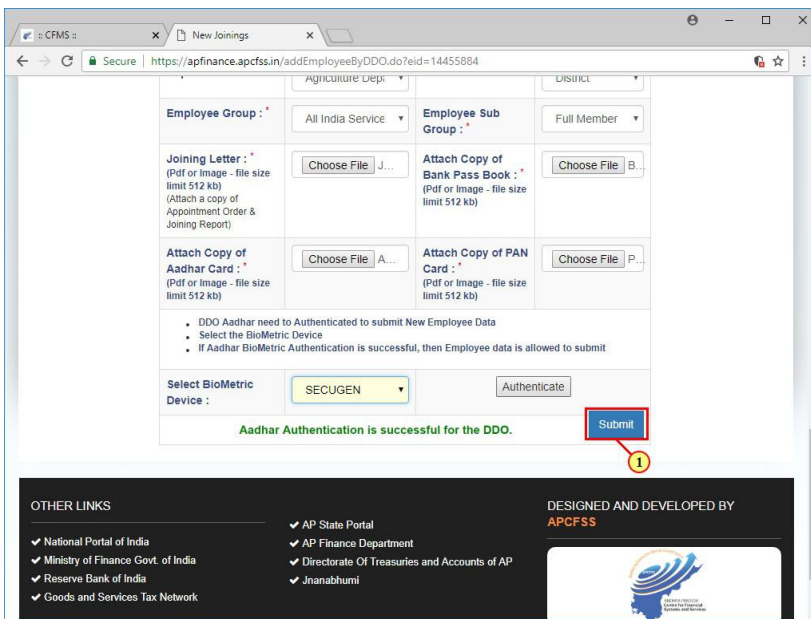 :: CFMS ::
New Joinings
Secure | https://apfinance.apcfss.in/addEmployeeByDDO.do?eid=14455884
Agriculture Depa
District
Employee Group : *
All India Service
Employee Sub
Group : *
Full Member
Joining Letter : *
(Pdf or Image - file size
limit 512 kb)
(Attach a copy of
Appointment Order &
Joining Report)
Choose File J...
Attach Copy of
Bank Pass Book : *
(Pdf or Image - file size
limit 512 kb)
Choose File B...
Attach Copy of
Aadhar Card : *
(Pdf or Image - file size
limit 512 kb)
Choose File A...
Attach Copy of PAN
Card : *
(Pdf or Image - file size
limit 512 kb)
Choose File P...
DDO Aadhar need to Authenticated to submit New Employee Data
Select the BioMetric Device
If Aadhar BioMetric Authentication is successful, then Employee data is allowed to submit
Select BioMetric
Device :
SECUGEN
Authenticate
Aadhar Authentication is successful for the DDO.
Submit
1
OTHER LINKS
National Portal of India
Ministry of Finance Govt. of India
Reserve Bank of India
Goods and Services Tax Network
AP State Portal
AP Finance Department
Directorate Of Treasuries and Accounts of AP
Jnanabhumi
DESIGNED AND DEVELOPED BY
APCFSS
ANDHRA PRADESH
Centre for Financial
Systems and Services